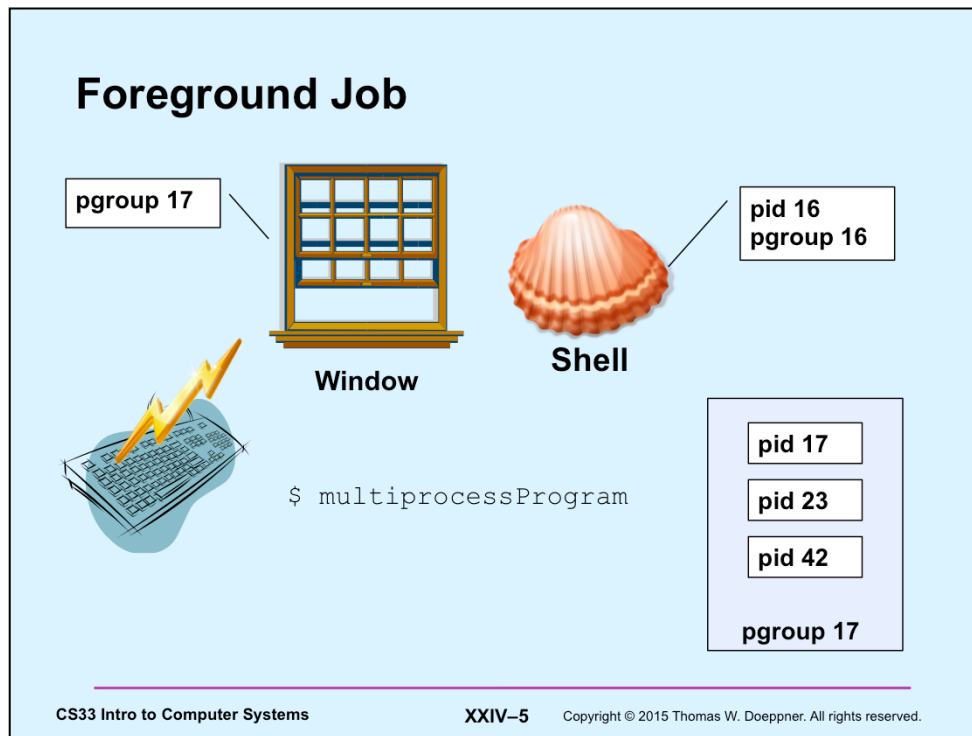 Foreground Job
pgroup 17
pid 16
pgroup 16
Window
Shell
$ multiprocessProgram
pid 17
pid 23
pid 42
pgroup 17
CS33 Intro to Computer Systems
XXIV–5
Copyright © 2015 Thomas W. Doeppner. All rights reserved.